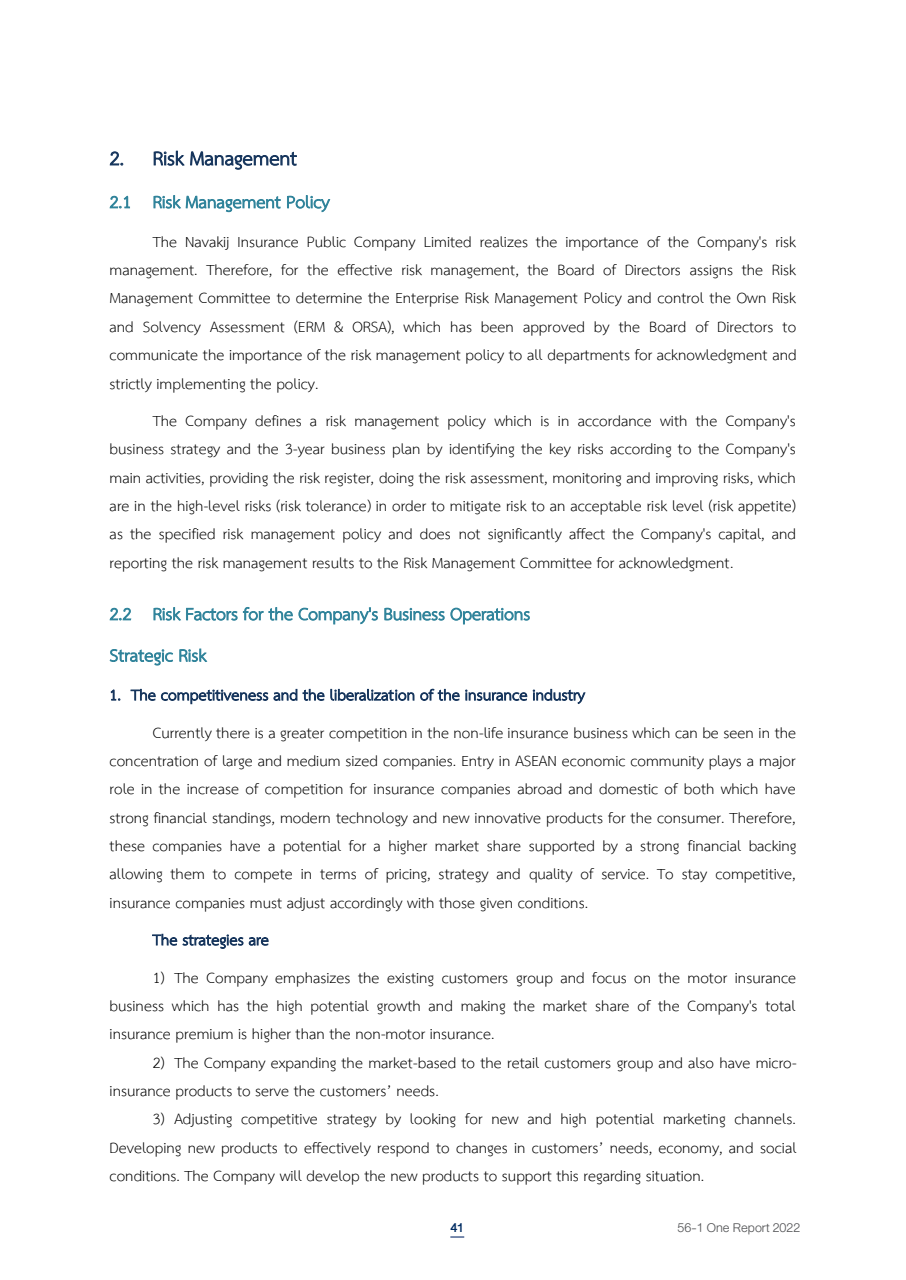 2. Risk Management
2.1 Risk Management Policy
The Navakij Insurance Public Company Limited realizes the importance of the Company's risk
management. Therefore, for the effective risk management, the Board of Directors assigns the Risk
Management Committee to determine the Enterprise Risk Management Policy and control the Own Risk
and Solvency Assessment (ERM & ORSA), which has been approved by the Board of Directors to
communicate the importance of the risk management policy to all departments for acknowledgment and
strictly implementing the policy.
The Company defines a risk management policy which is in accordance with the Company's
business strategy and the 3-year business plan by identifying the key risks according to the Company's
main activities, providing the risk register, doing the risk assessment, monitoring and improving risks, which
are in the high-level risks (risk tolerance) in order to mitigate risk to an acceptable risk level (risk appetite)
as the specified risk management policy and does not significantly affect the Company's capital, and
reporting the risk management results to the Risk Management Committee for acknowledgment.
2.2 Risk Factors for the Company's Business Operations
Strategic Risk
1. The competitiveness and the liberalization of the insurance industry
Currently there is a greater competition in the non-life insurance business which can be seen in the
concentration of large and medium sized companies. Entry in ASEAN economic community plays a major
role in the increase of competition for insurance companies abroad and domestic of both which have
strong financial standings, modern technology and new innovative products for the consumer. Therefore,
these companies have a potential for a higher market share supported by a strong financial backing
allowing them to compete in terms of pricing, strategy and quality of service. To stay competitive,
insurance companies must adjust accordingly with those given conditions.
The strategies are
1) The Company emphasizes the existing customers group and focus on the motor insurance
business which has the high potential growth and making the market share of the Company's total
insurance premium is higher than the non-motor insurance.
2) The Company expanding the market-based to the retail customers group and also have micro-
insurance products to serve the customers’ needs.
3) Adjusting competitive strategy by looking for new and high potential marketing channels.
Developing new products to effectively respond to changes in customers’ needs, economy, and social
conditions. The Company will develop the new products to support this regarding situation.
41
56-1 One Report 2022